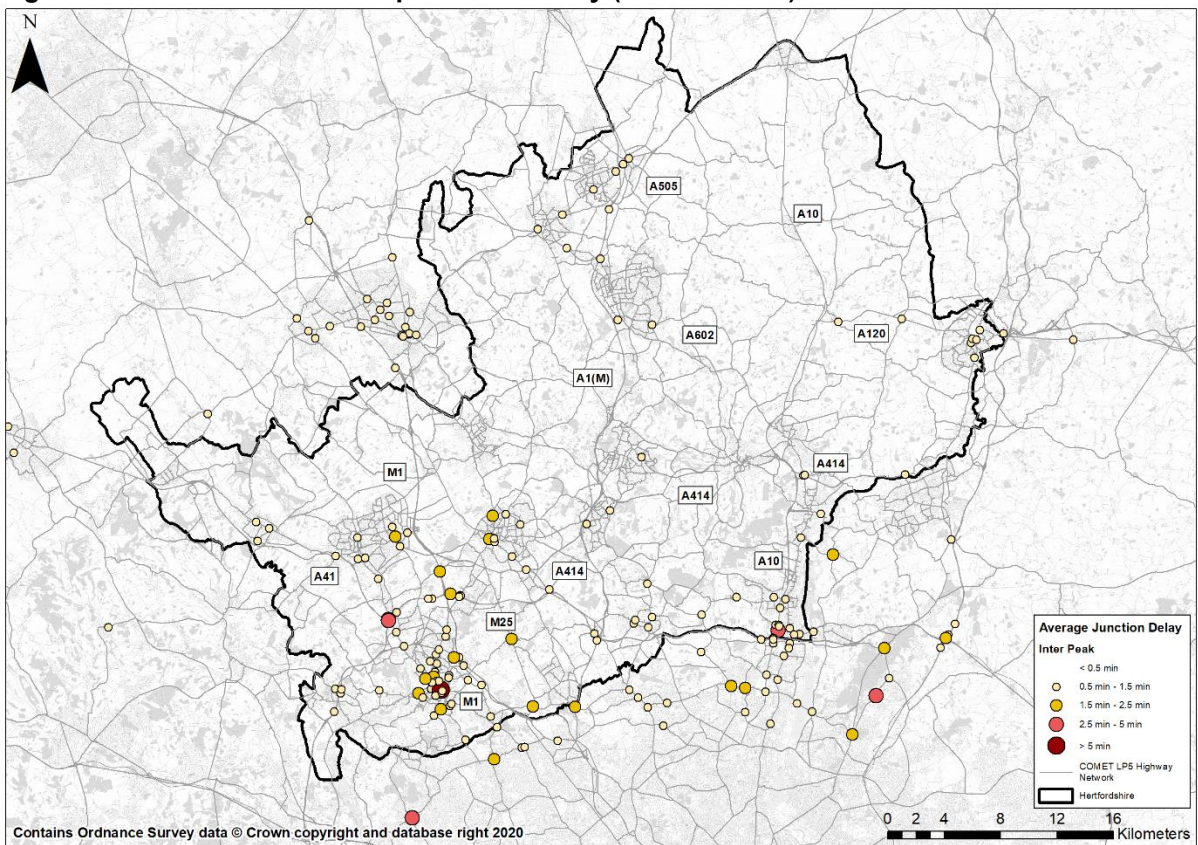 N
A505
A10
A602
A120
A1(M)
M1
A414
A414
A41
A414
A10
M25
M1
Average Junction Delay
Inter Peak
< 0.5 min
0.5 min - 1.5 min
1.5 min - 2.5 min
2.5 min - 5 min
> 5 min
COMET LP5 Highway
Network
Hertfordshire
Contains Ordnance Survey data © Crown copyright and database right 2020
0 2 4 8 12 16
Kilometers